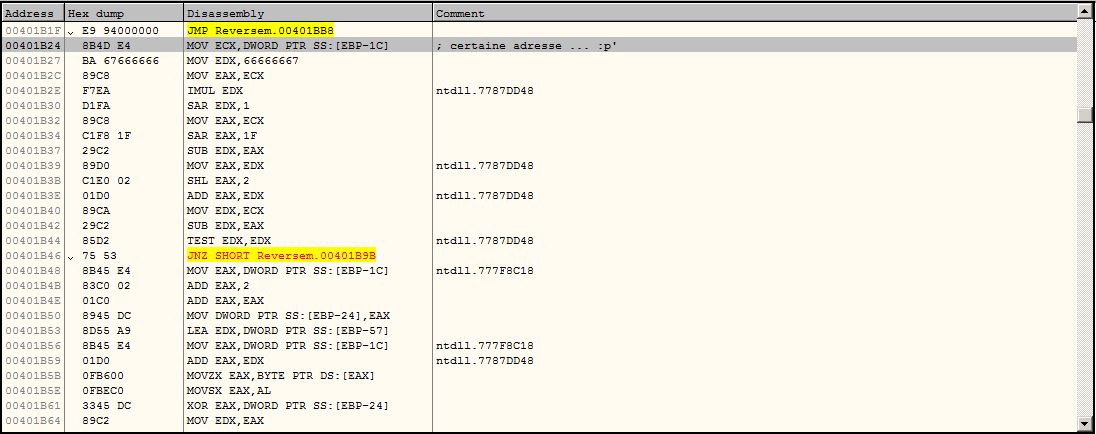 Address Hex dump Disassembly Comment
00401B1F E9 94000000 JMP Reversem.00401BB8
00401B24 8B4D E4 MOV ECX,DWORD PTR SS:[EBP-1C] ; certaine adresse ... :p'
00401B27 BA 67666666 MOV EDX,66666667
00401B2C 89C8 MOV EAX,ECX
00401B2E F7EA IMUL EDX ntdll.7787DD48
00401B30 D1FA SAR EDX,1
00401B32 89C8 MOV EAX,ECX
00401B34 C1F8 1F SAR EAX,1F
00401B37 29C2 SUB EDX,EAX
00401B39 89D0 MOV EAX,EDX ntdll.7787DD48
00401B3B C1E0 02 SHL EAX,2
00401B3E 01D0 ADD EAX,EDX ntdll.7787DD48
00401B40 89CA MOV EDX,ECX
00401B42 29C2 SUB EDX,EAX
00401B44 85D2 TEST EDX,EDX ntdll.7787DD48
00401B46 75 53 JNZ SHORT Reversem.00401B9B
00401B48 8B45 E4 MOV EAX,DWORD PTR SS:[EBP-1C] ntdll.777F8C18
00401B4B 83C0 02 ADD EAX,2
00401B4E 01C0 ADD EAX,EAX
00401B50 8945 DC MOV DWORD PTR SS:[EBP-24],EAX
00401B53 8D55 A9 LEA EDX,DWORD PTR SS:[EBP-57]
00401B56 8B45 E4 MOV EAX,DWORD PTR SS:[EBP-1C] ntdll.777F8C18
00401B59 01D0 ADD EAX,EDX ntdll.7787DD48
00401B5B 0FB600 MOVZX EAX,BYTE PTR DS:[EAX]
00401B5E 0FBEC0 MOVSX EAX,AL
00401B61 3345 DC XOR EAX,DWORD PTR SS:[EBP-24]
00401B64 89C2 MOV EDX,EAX